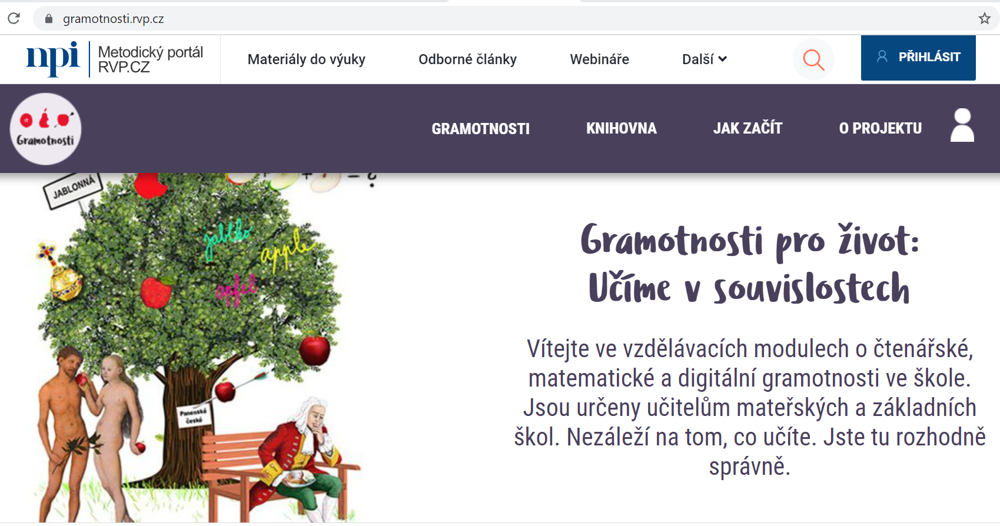 gramotnosti.rvp.cz
npi
Metodický portál
RVP.CZ
Materiály do výuky
Odborné články
Webináře
Další
PŘIHLÁSIT
Gramotnosti
GRAMOTNOSTI
KNIHOVNA
JAK ZAČÍT
O PROJEKTU
JABLONNÁ
+ + = ?
jablko
apple
apfel
Panenské
české
Gramotnosti pro život:
Učíme v souvislostech
Vítejte ve vzdělávacích modulech o čtenářské,
matematické a digitální gramotnosti ve škole.
Jsou určeny učitelům mateřských a základních
škol. Nezáleží na tom, co učíte. Jste tu rozhodně
správně.